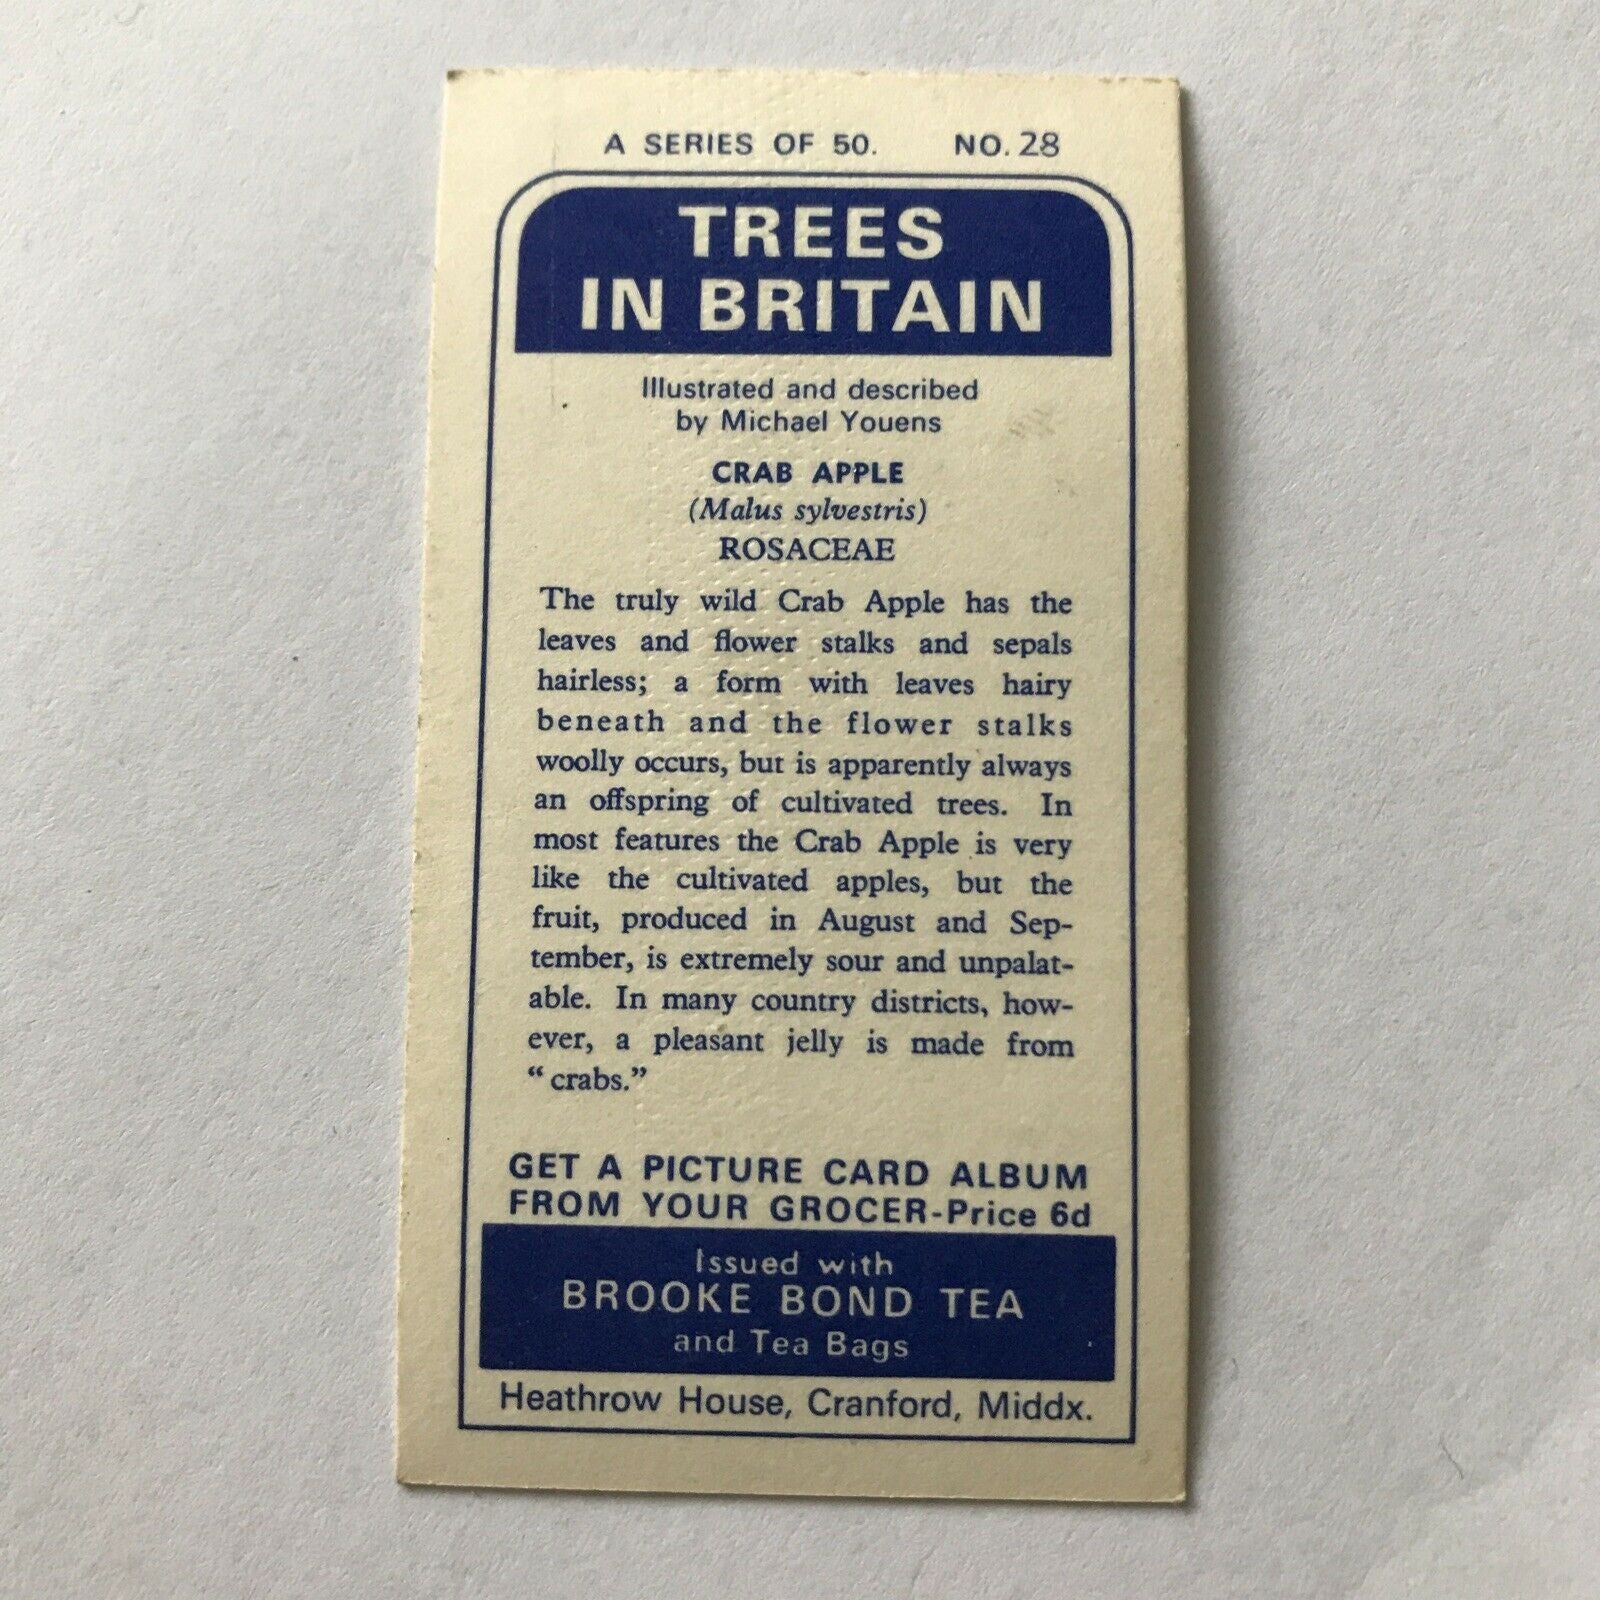 A SERIES OF 50. NO. 28
TREES
IN BRITAIN
Illustrated and described
by Michael Youens
CRAB APPLE
(Malus sylvestris)
ROSACEAE
The truly wild Crab Apple has the
leaves and flower stalks and sepals
hairless; a form with leaves hairy
beneath and the flower stalks
woolly occurs, but is apparently always
an offspring of cultivated trees. In
most features the Crab Apple is very
like the cultivated apples, but the
fruit, produced in August and Sep-
tember, is extremely sour and unpalat-
able. In many country districts, how-
ever, a pleasant jelly is made from
“crabs.”
GET A PICTURE CARD ALBUM
FROM YOUR GROCER-Price 6d
Issued with
BROOKE BOND TEA
and Tea Bags
Heathrow House, Cranford, Middx.